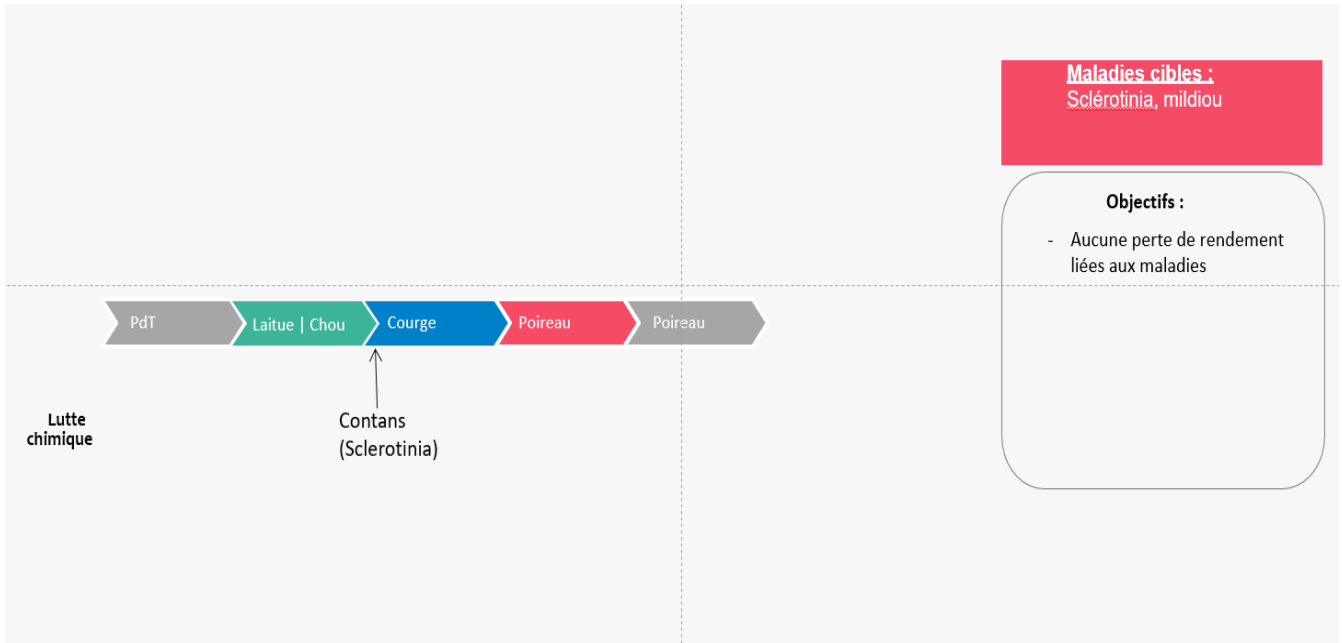 Maladies cibles :
Sclérotinia, mildiou
Objectifs :
- Aucune perte de rendement
liées aux maladies
PdT
Laitue | Chou
Courge
Poireau
Poireau
Lutte
chimique
Contans
(Sclerotinia)